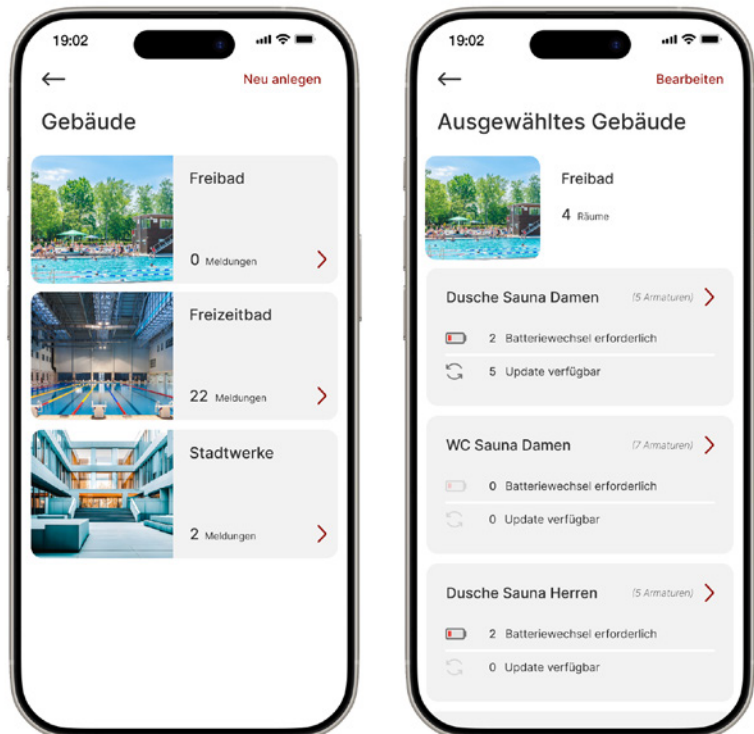 19:02
Neu anlegen
Gebäude
Freibad
0 Meldungen
Freizeitbad
22 Meldungen
Stadtwerke
2 Meldungen
19:02
Bearbeiten
Ausgewähltes Gebäude
Freibad
4 Räume
Dusche Sauna Damen (5 Armaturen)
2 Batteriewechsel erforderlich
5 Update verfügbar
WC Sauna Damen (7 Armaturen)
0 Batteriewechsel erforderlich
0 Update verfügbar
Dusche Sauna Herren (5 Armaturen)
2 Batteriewechsel erforderlich
0 Update verfügbar